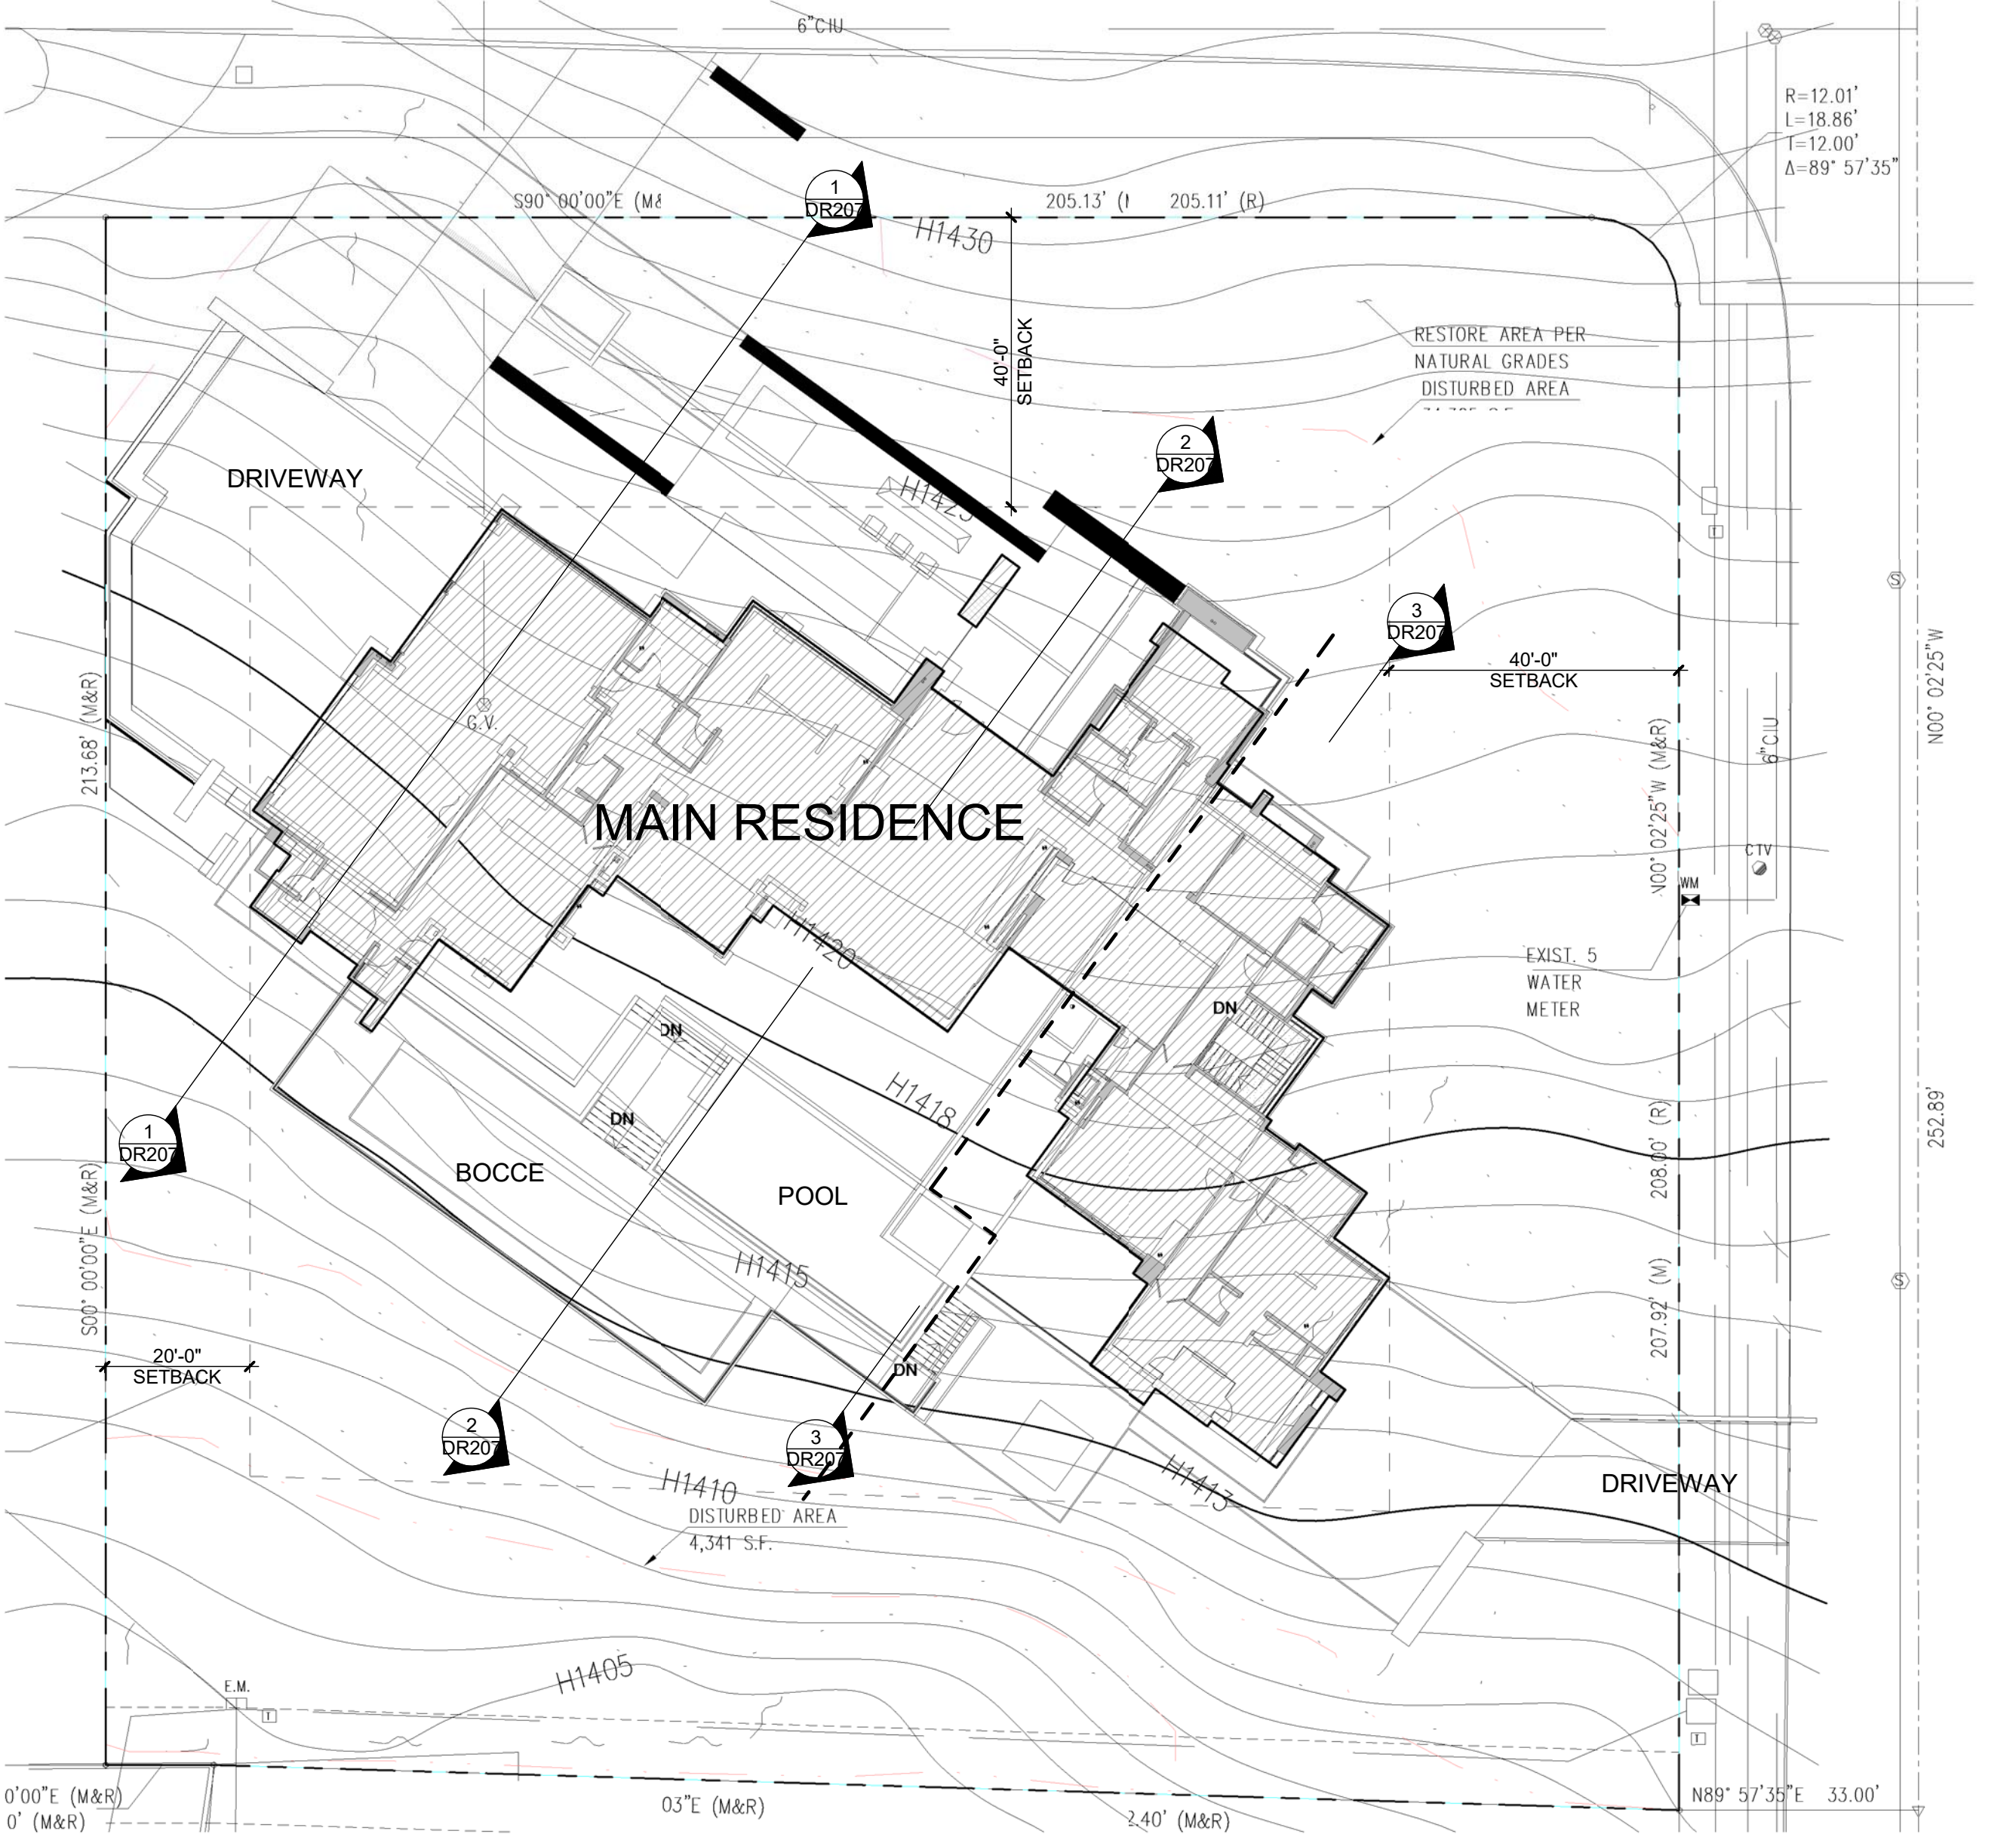 6"CIU
R=12.01'
L=18.86'
T=12.00'
Δ=89° 57'35"
1
DR207
S90° 00'00"E (M&
205.13' (
205.11' (R)
H1430
40'-0"
SETBACK
RESTORE AREA PER
NATURAL GRADES
DISTURBED AREA
2
DR207
DRIVEWAY
H1425
T
S
3
DR207
40'-0"
SETBACK
N00° 02'25"W
213.68' (M&R)
G.V.
N00° 02'25"W (M&R)
6"CIU
MAIN RESIDENCE
CTV
WM
H1420
EXIST. 5
WATER
METER
DN
DN
DN
H1418
1
DR207
BOCCE
POOL
208.00' (R)
252.89'
S00° 00'00"E (M&R)
H1415
207.92' (M)
S
20'-0"
SETBACK
DN
2
DR207
3
DR207
H1410
H1413
DRIVEWAY
DISTURBED AREA
4,341 S.F.
H1405
E.M.
T
T
0'00"E (M&R)
0' (M&R)
03"E (M&R)
2.40' (M&R)
N89° 57'35"E
33.00'